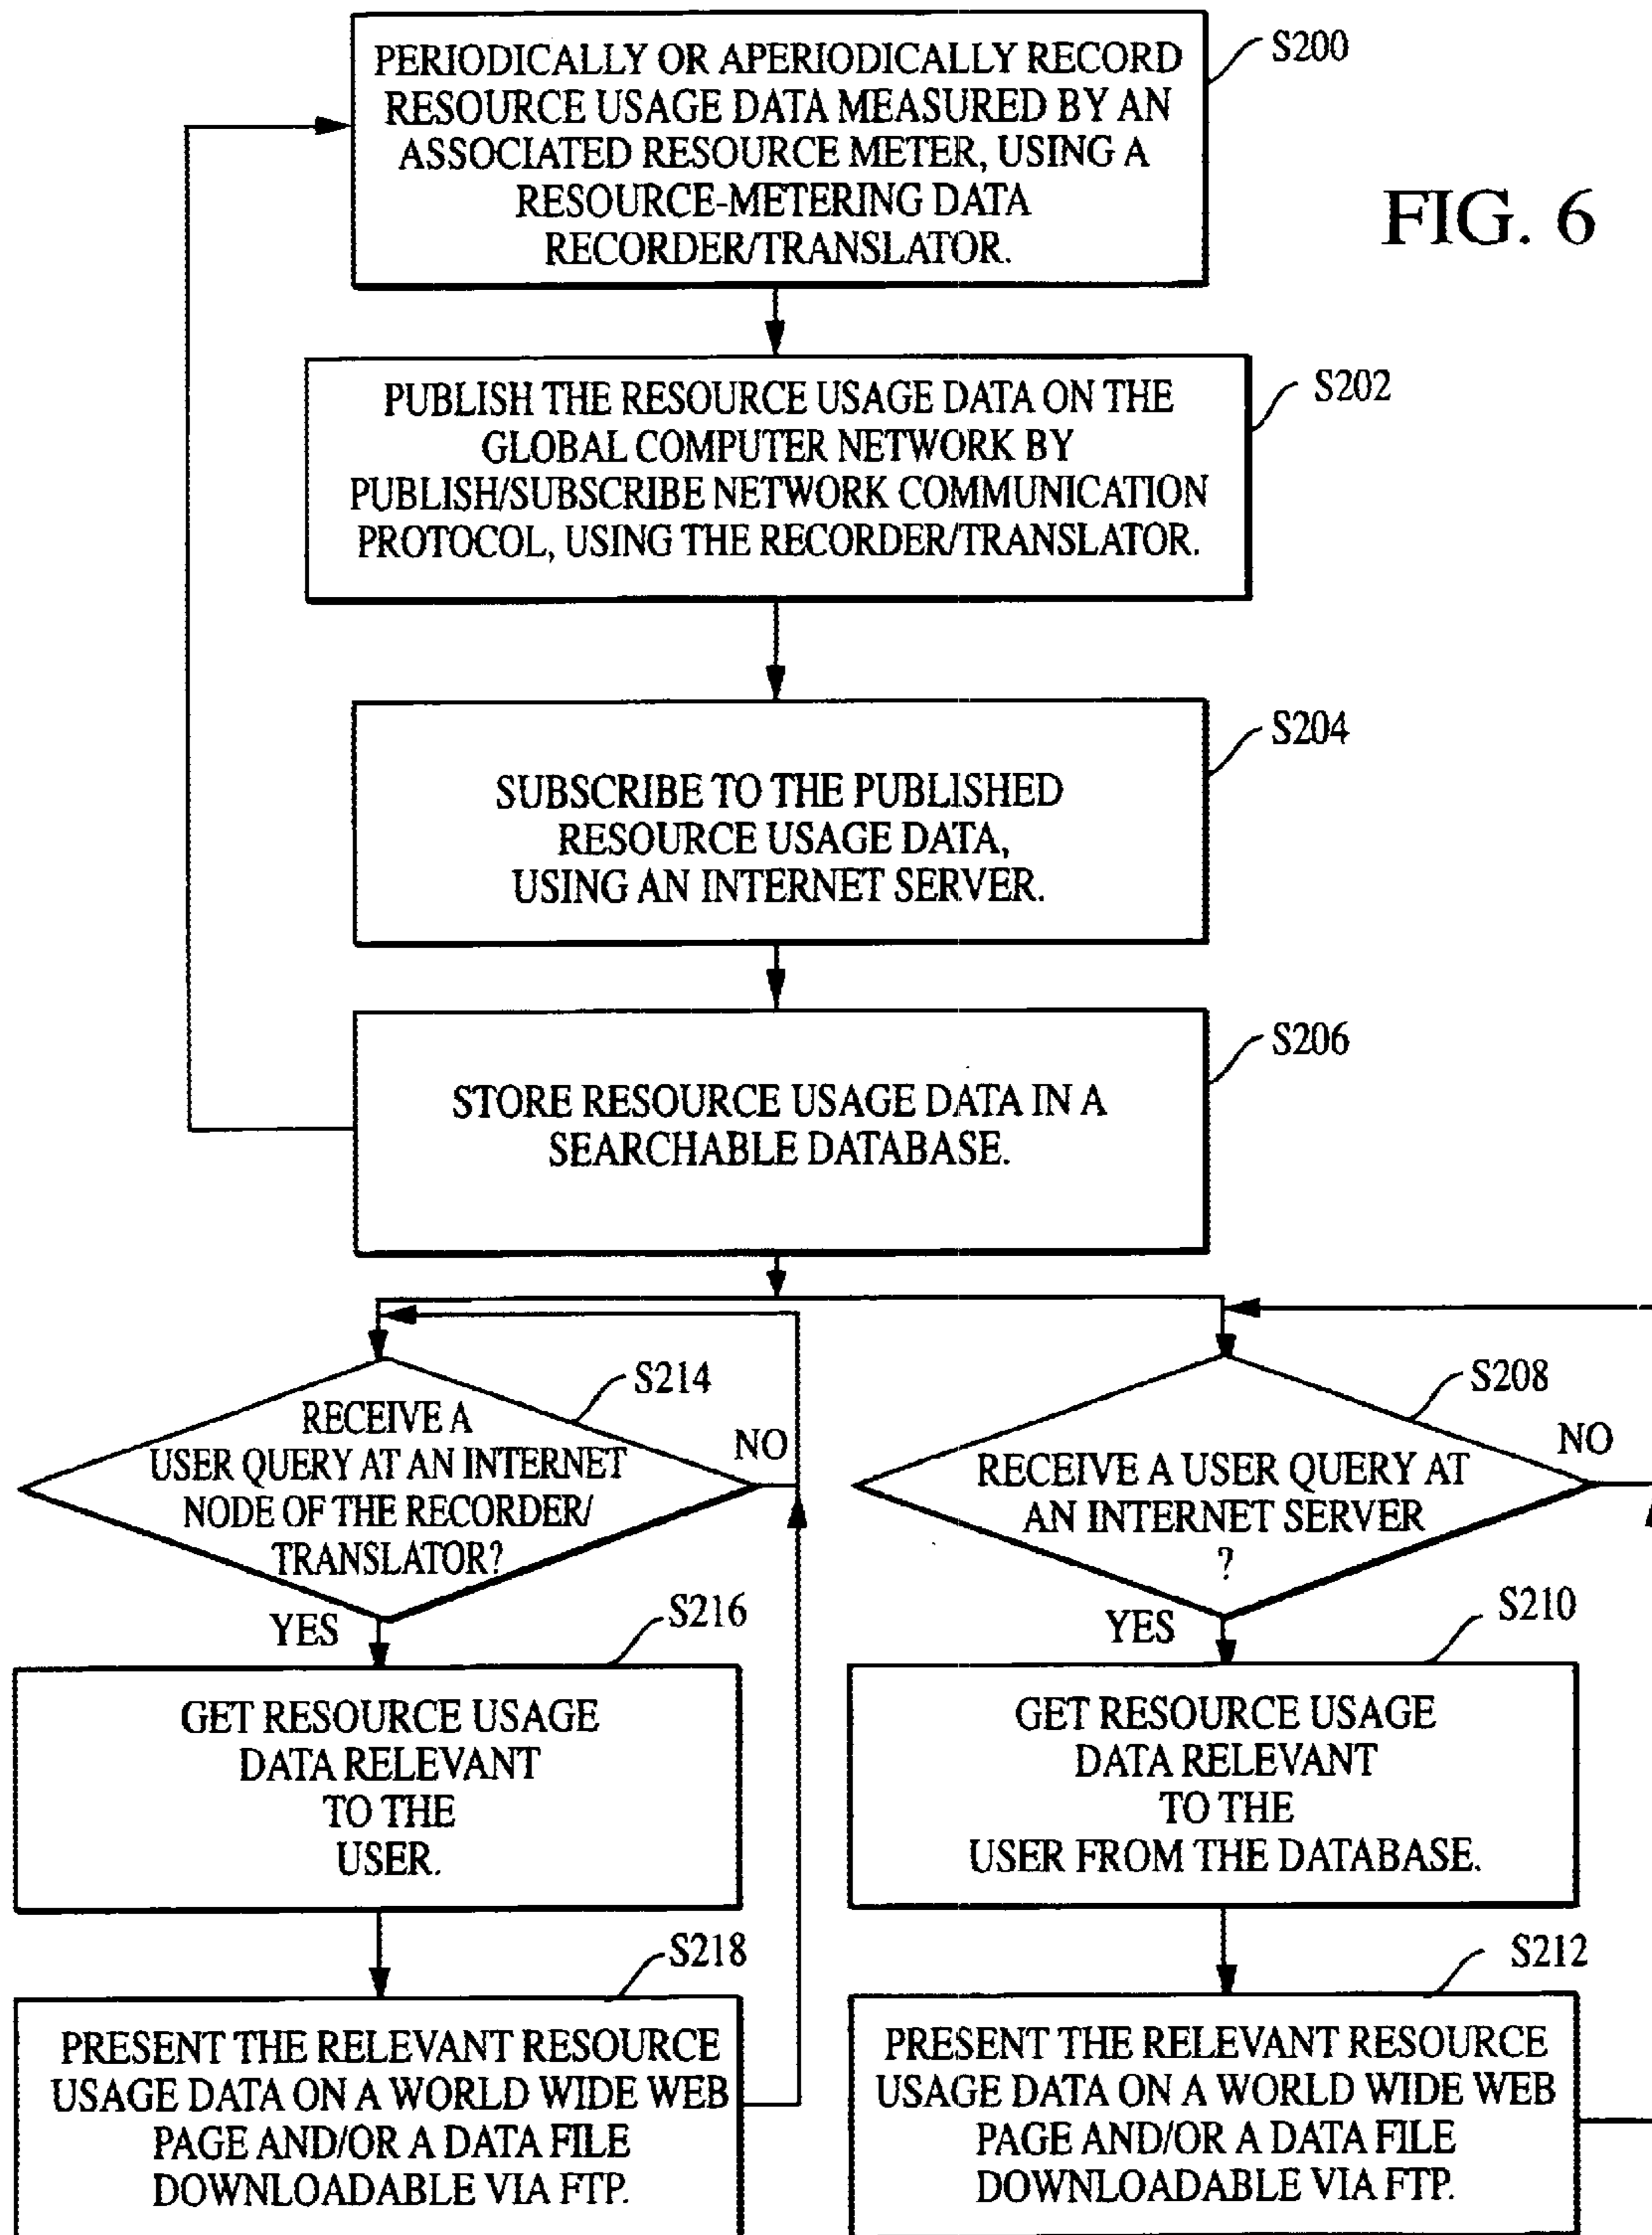 S200
PERIODICALLY OR APERIODICALLY RECORD
RESOURCE USAGE DATA MEASURED BY AN
ASSOCIATED RESOURCE METER, USING A
RESOURCE-METERING DATA
RECORDER/TRANSLATOR.
FIG. 6
S202
PUBLISH THE RESOURCE USAGE DATA ON THE
GLOBAL COMPUTER NETWORK BY
PUBLISH/SUBSCRIBE NETWORK COMMUNICATION
PROTOCOL, USING THE RECORDER/TRANSLATOR.
S204
SUBSCRIBE TO THE PUBLISHED
RESOURCE USAGE DATA,
USING AN INTERNET SERVER.
S206
STORE RESOURCE USAGE DATA IN A
SEARCHABLE DATABASE.
S214
RECEIVE A
USER QUERY AT AN INTERNET
NODE OF THE RECORDER/
TRANSLATOR?
NO
YES
S216
GET RESOURCE USAGE
DATA RELEVANT
TO THE
USER.
S218
PRESENT THE RELEVANT RESOURCE
USAGE DATA ON A WORLD WIDE WEB
PAGE AND/OR A DATA FILE
DOWNLOADABLE VIA FTP.
S208
RECEIVE A USER QUERY AT
AN INTERNET SERVER
?
NO
YES
S210
GET RESOURCE USAGE
DATA RELEVANT
TO THE
USER FROM THE DATABASE.
S212
PRESENT THE RELEVANT RESOURCE
USAGE DATA ON A WORLD WIDE WEB
PAGE AND/OR A DATA FILE
DOWNLOADABLE VIA FTP.